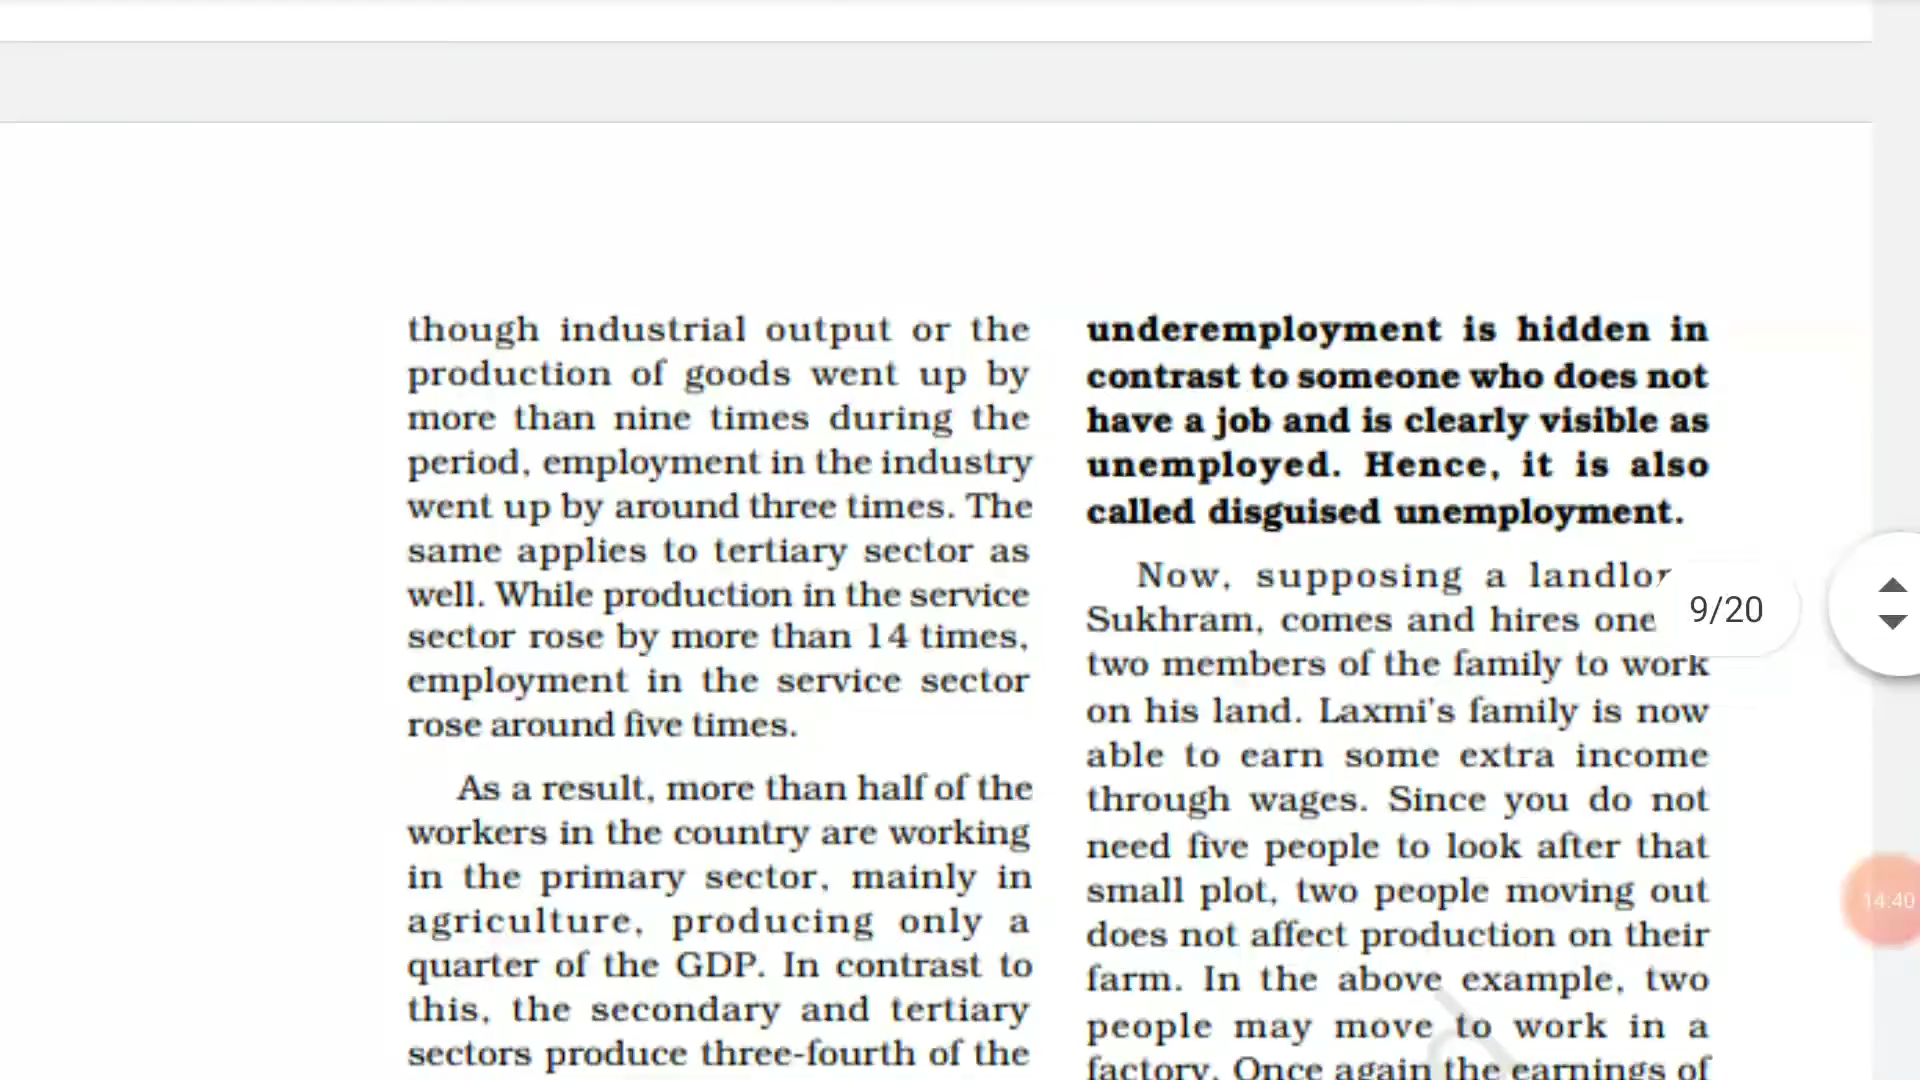 though industrial output or the
production of goods went up by
more than nine times during the
period, employment in the industry
went up by around three times. The
same applies to tertiary sector as
well. While production in the service
sector rose by more than 14 times,
employment in the service sector
rose around five times.
As a result, more than half of the
workers in the country are working
in the primary sector, mainly in
agriculture, producing only a
quarter of the GDP. In contrast to
this, the secondary and tertiary
sectors produce three-fourth of the
underemployment is hidden in
contrast to someone who does not
have a job and is clearly visible as
unemployed. Hence, it is also
called disguised unemployment.
Now, supposing a landlor
Sukhram, comes and hires one
two members of the family to work
on his land. Laxmi's family is now
able to earn some extra income
through wages. Since you do not
need five people to look after that
small plot, two people moving out
does not affect production on their
farm. In the above example, two
people may move to work in a
factory. Once again the earnings of
9/20
14:40